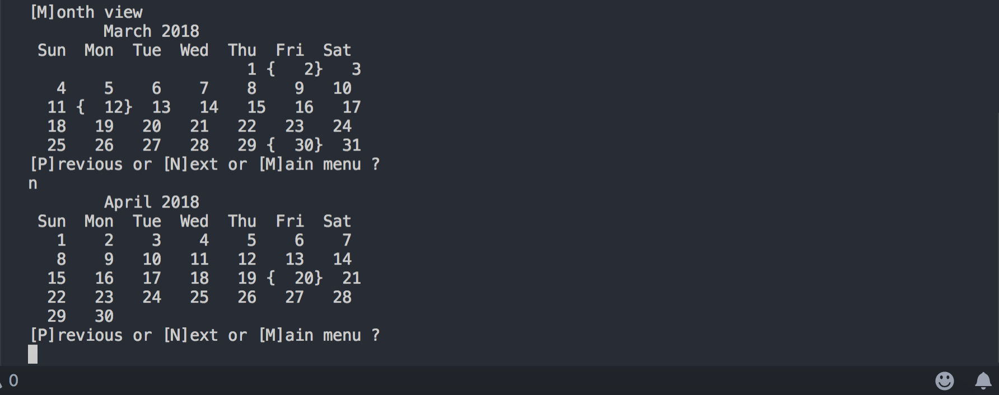 [M]onth view
        March 2018
 Sun  Mon  Tue  Wed  Thu  Fri  Sat
                       1 {   2}   3
   4    5    6    7    8    9   10
  11 {  12}  13   14   15   16   17
  18   19   20   21   22   23   24
  25   26   27   28   29 {  30}  31
[P]revious or [N]ext or [M]ain menu ?
n
        April 2018
 Sun  Mon  Tue  Wed  Thu  Fri  Sat
   1    2    3    4    5    6    7
   8    9   10   11   12   13   14
  15   16   17   18   19 {  20}  21
  22   23   24   25   26   27   28
  29   30
[P]revious or [N]ext or [M]ain menu ?
0